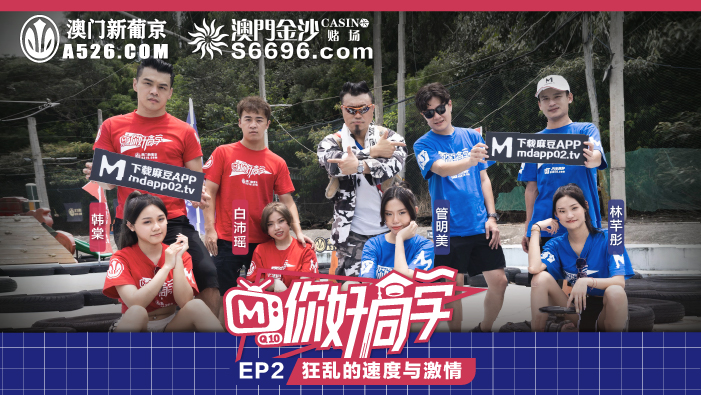 澳门新葡京
A526.COM
澳門金沙
CASINO
赌场
S6696.com
M 下载麻豆APP
mdapp02.tv
M 下载麻豆APP
mdapp02.tv
韩棠
白沛瑶
管明美
林芊彤
M
Q10
你好同学
EP2
狂乱的速度与激情